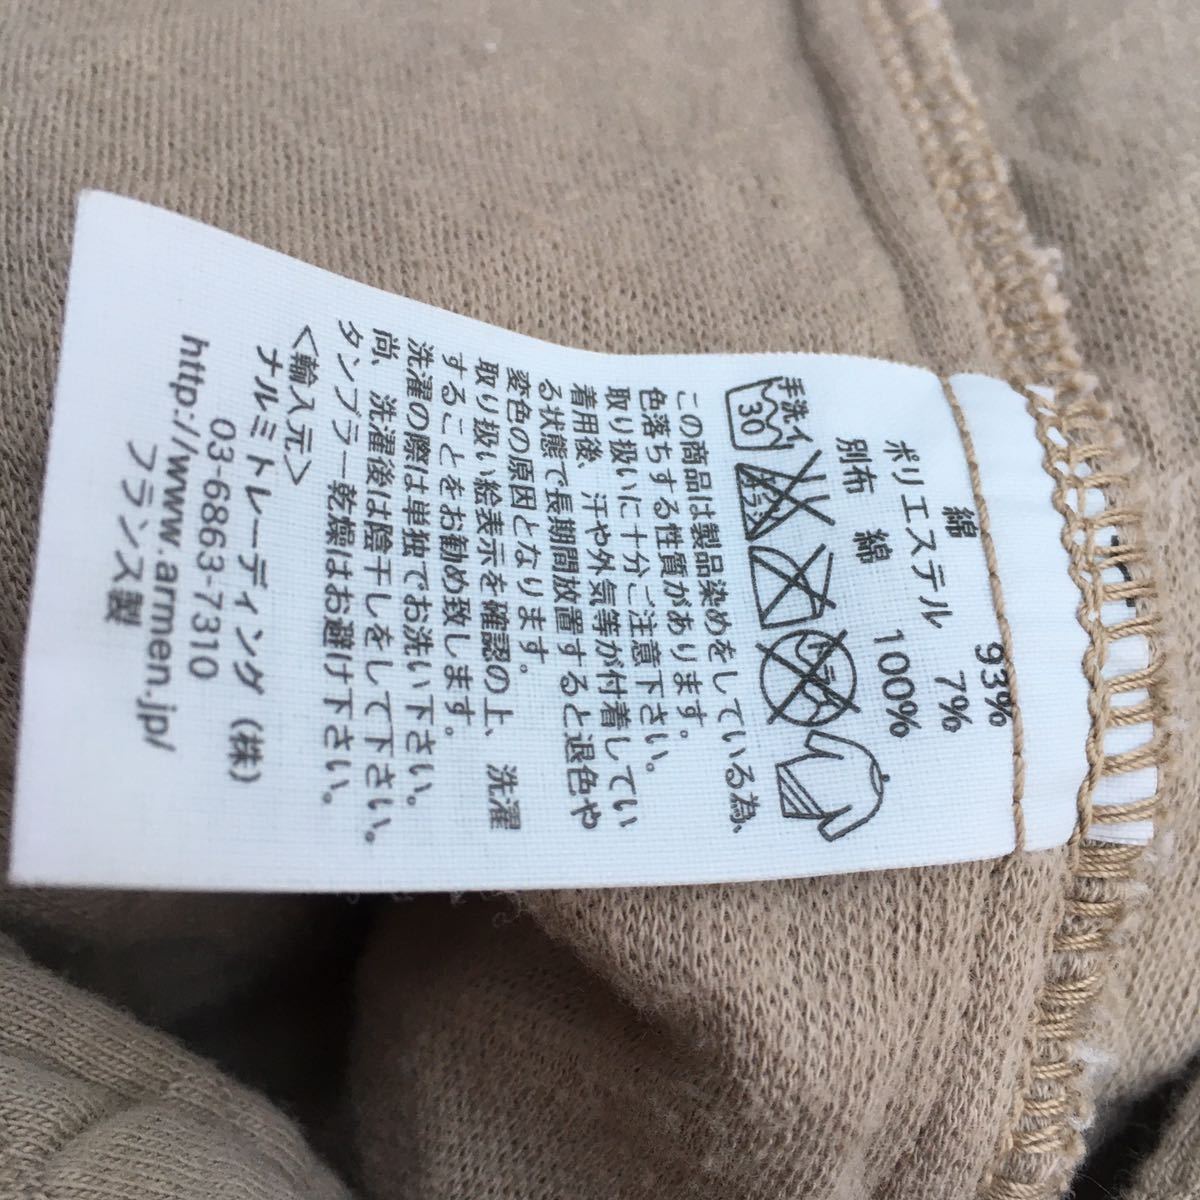 綿 93%
ポリエステル 7%
別布 綿 100%
手洗イ 30 エンソサラシ ドライ
この商品は製品染めをしている為、
色落ちする性質があります。
取り扱いに十分ご注意下さい。
着用後、汗や外気等が付着してい
る状態で長期間放置すると退色や
変色の原因となります。
取り扱い絵表示を確認の上、洗濯
することをお勧め致します。
洗濯の際は単独でお洗い下さい。
尚、洗濯後は陰干しをして下さい。
タンブラー乾燥はお避け下さい。
<輸入元>
ナルミトレーディング(株)
03-6863-7310
http://www.armen.jp/
フランス製